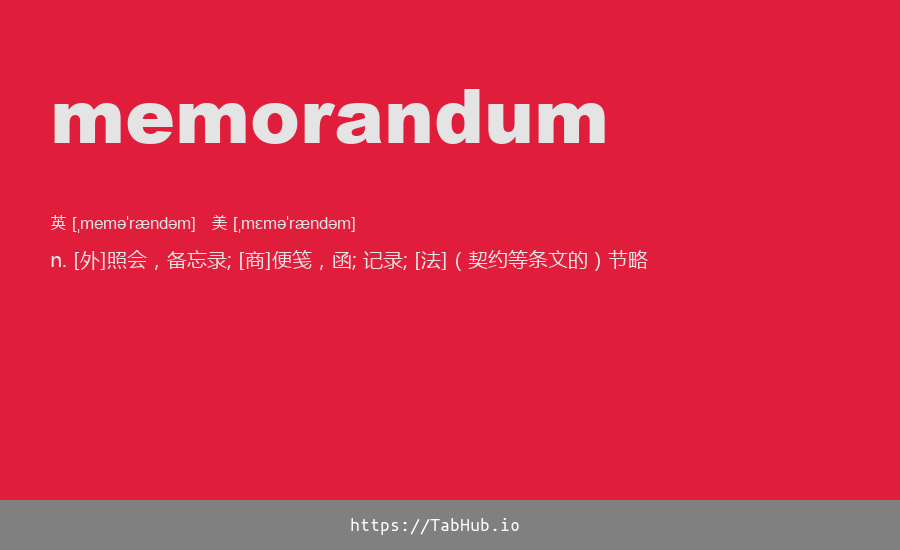 memorandum
英 [ˌmeməˈrændəm] 美 [ˌmɛməˈrændəm]
n. [外]照会，备忘录; [商]便笺，函; 记录; [法]（契约等条文的）节略
https://TabHub.io